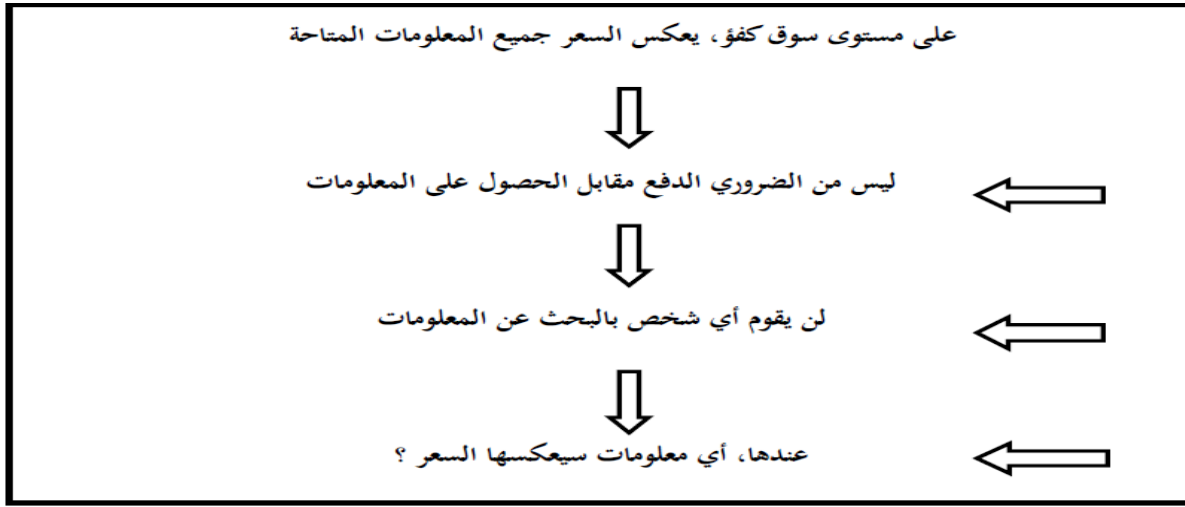 على مستوى سوق كفؤ، يعكس السعر جميع المعلومات المتاحة
ليس من الضروري الدفع مقابل الحصول على المعلومات
لن يقوم أي شخص بالبحث عن المعلومات
عندها، أي معلومات سيعكسها السعر ؟